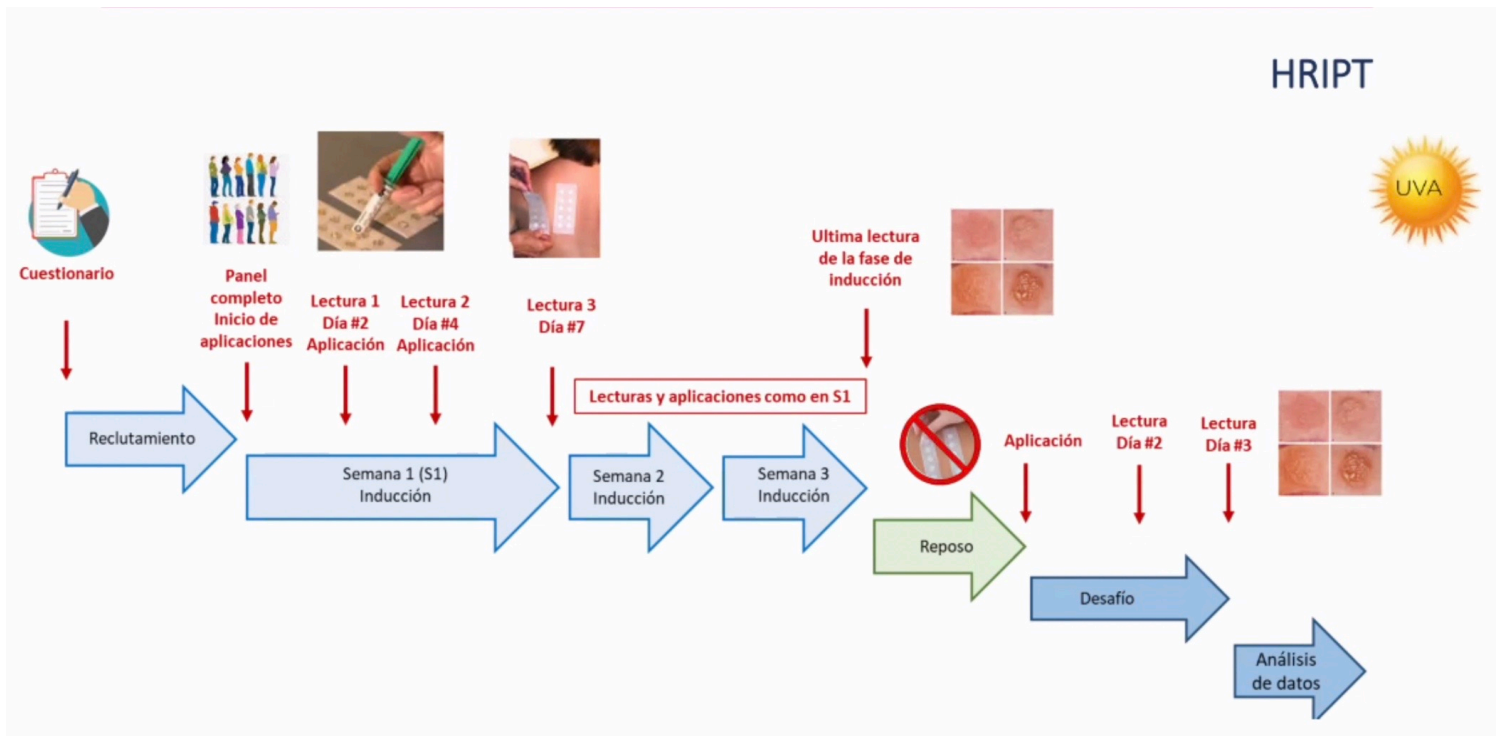 HRIPT
UVA
Cuestionario
Panel
completo
Inicio de
aplicaciones
Lectura 1
Día #2
Aplicación
Lectura 2
Día #4
Aplicación
Lectura 3
Día #7
Ultima lectura
de la fase de
inducción
Lecturas y aplicaciones como en S1
Reclutamiento
Semana 1 (S1)
Inducción
Semana 2
Inducción
Semana 3
Inducción
Aplicación
Lectura
Día #2
Lectura
Día #3
Reposo
Desafío
Análisis
de datos